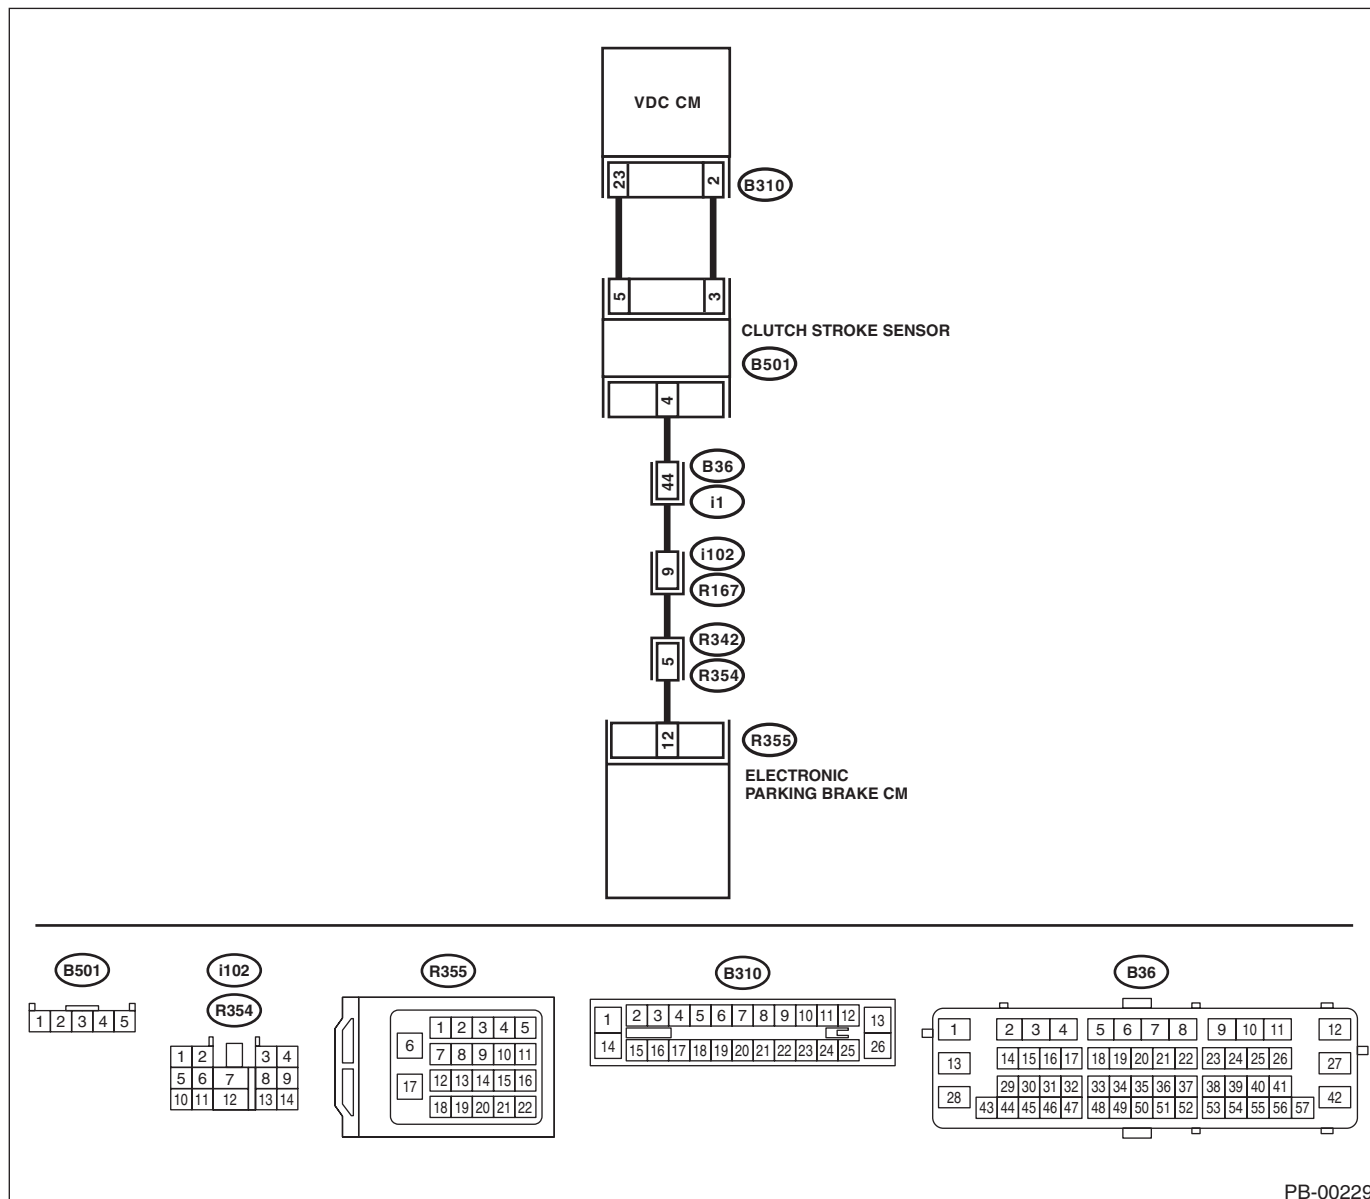 VDC CM
23 2
B310
5 3
CLUTCH STROKE SENSOR
B501
4
44
B36
i1
9
i102
R167
5
R342
R354
12
R355
ELECTRONIC
PARKING BRAKE CM
B501
1 2 3 4 5
i102
R354
1 2 3 4
5 6 7 8 9
10 11 12 13 14
R355
1 2 3 4 5
6
7 8 9 10 11
12 13 14 15 16
17
18 19 20 21 22
B310
1 2 3 4 5 6 7 8 9 10 11 12 13
14 15 16 17 18 19 20 21 22 23 24 25 26
B36
1 2 3 4 5 6 7 8 9 10 11 12
13 14 15 16 17 18 19 20 21 22 23 24 25 26 27
28 29 30 31 32 33 34 35 36 37 38 39 40 41 42
43 44 45 46 47 48 49 50 51 52 53 54 55 56 57
PB-00229